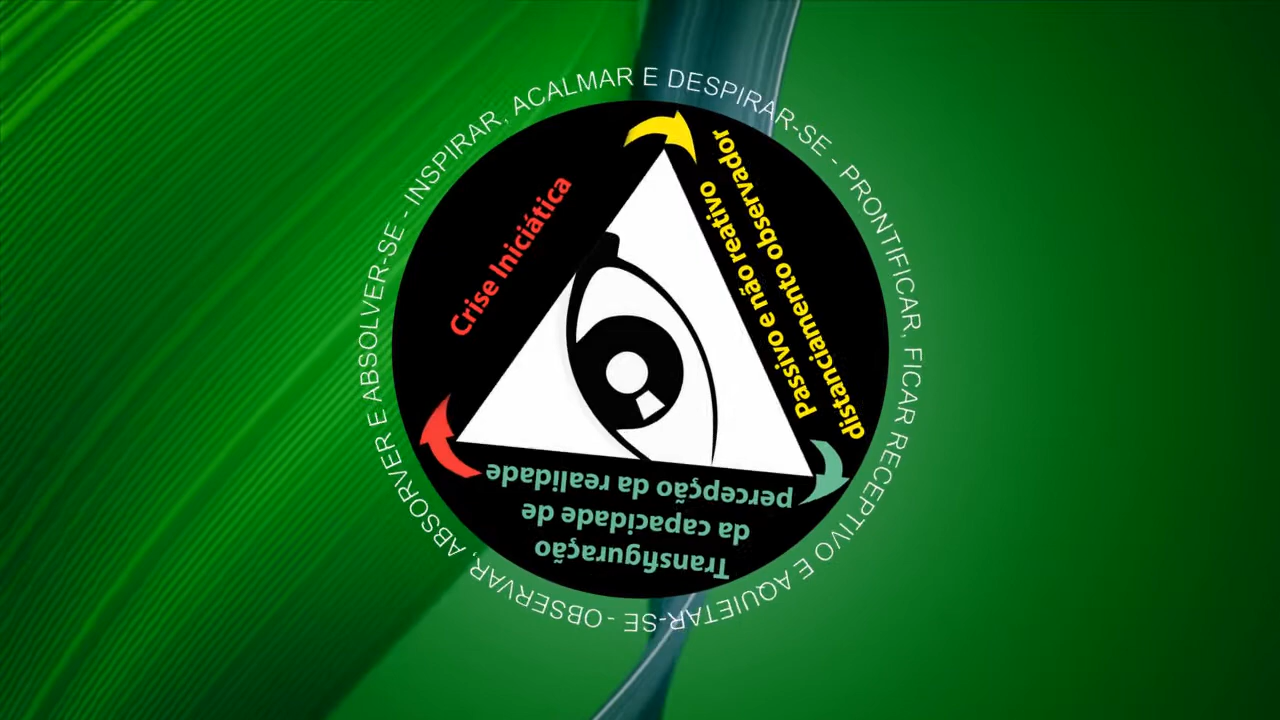 INSPIRAR, ACALMAR E DESPIRAR-SE - PRONTIFICAR, FICAR RECEPTIVO E AQUIETAR-SE - OBSERVAR, ABSORVER E ABSOLVER-SE -
Crise Iniciática
Passivo e não reativo
distanciamento observador
Transfiguração
da capacidade de
percepção da realidade